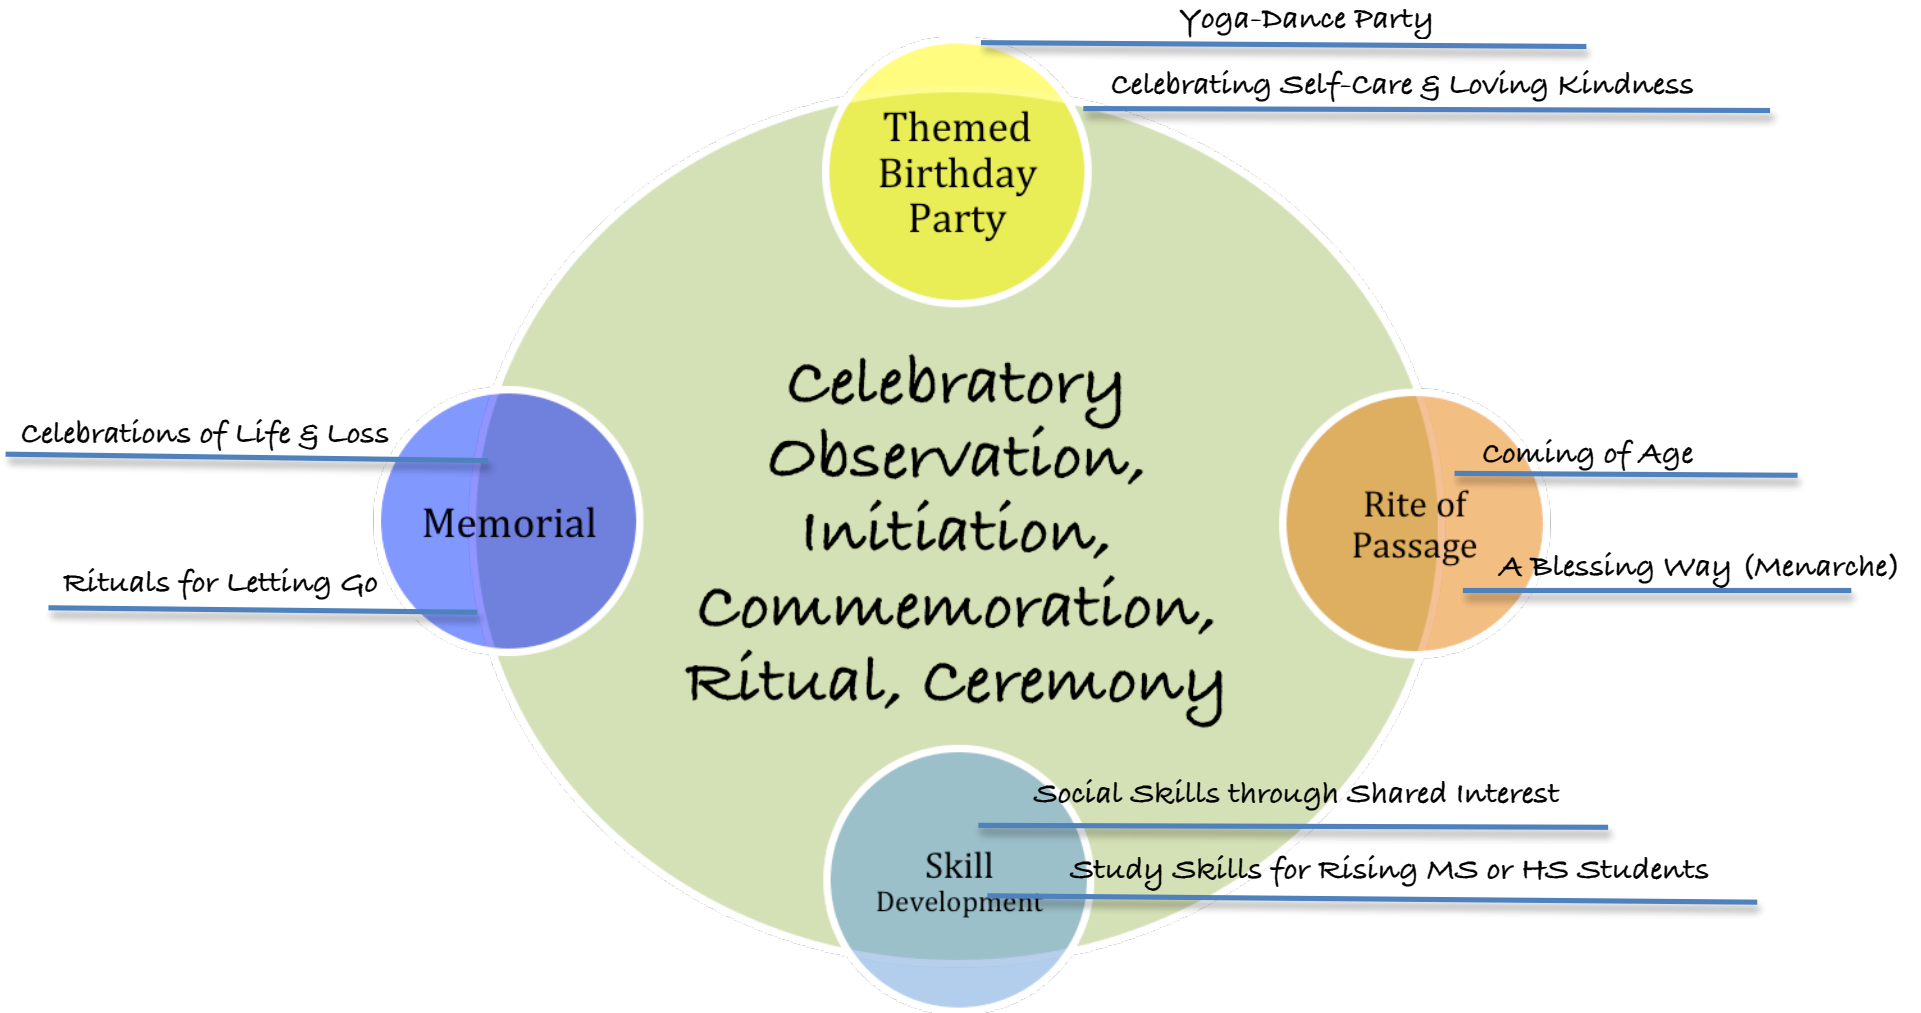 Yoga-Dance Party
Celebrating Self-Care & Loving Kindness
Themed
Birthday
Party
Celebratory
Observation,
Initiation,
Commemoration,
Ritual, Ceremony
Celebrations of Life & Loss
Memorial
Rituals for Letting Go
Coming of Age
Rite of
Passage
A Blessing Way (Menarche)
Social Skills through Shared Interest
Skill
Development
Study Skills for Rising MS or HS Students